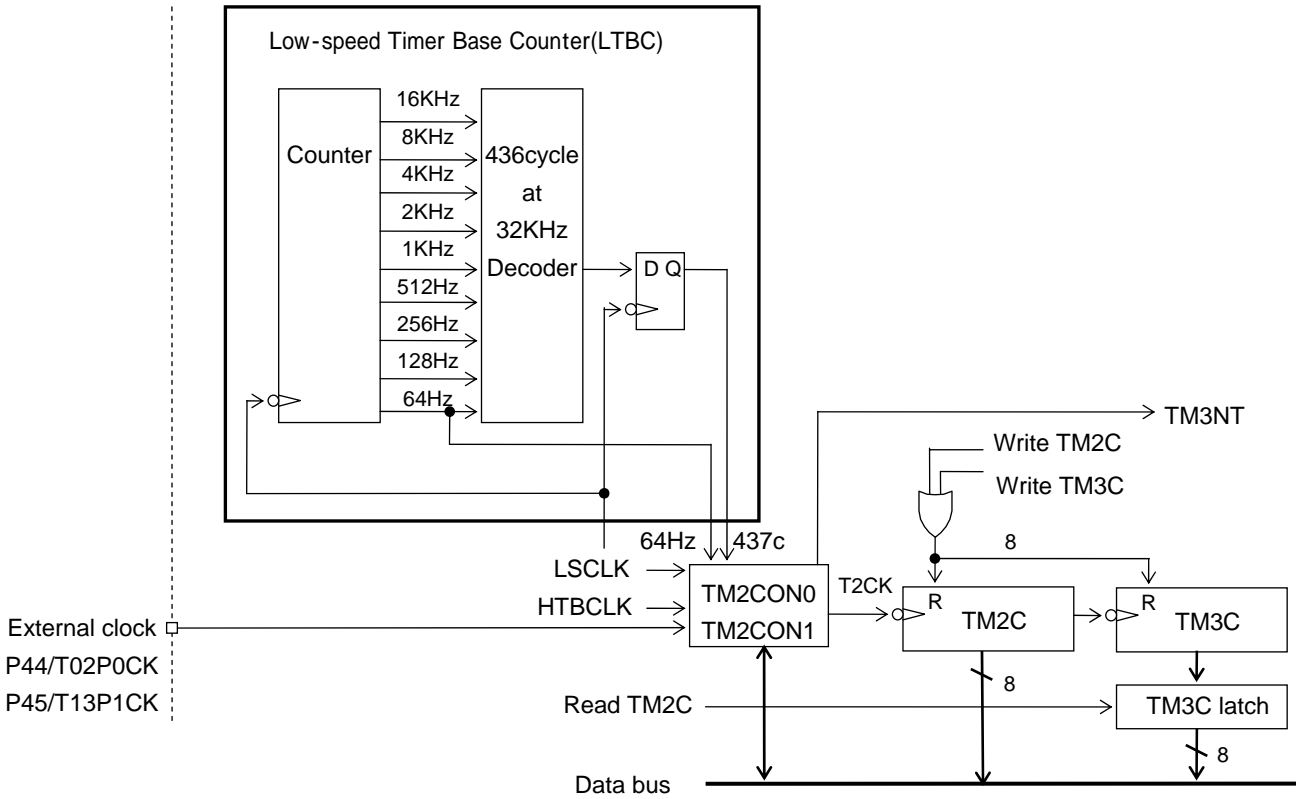 Low-speed Timer Base Counter(LTBC)
16KHz
8KHz
Counter
436cycle
4KHz
at
2KHz
32KHz
1KHz
Decoder
D Q
512Hz
256Hz
128Hz
64Hz
TM3NT
Write TM2C
Write TM3C
64Hz
437c
8
LSCLK
T2CK
TM2CON0
R
R
HTBCLK
TM2C
TM3C
External clock
TM2CON1
P44/T02P0CK
8
P45/T13P1CK
Read TM2C
TM3C latch
8
Data bus